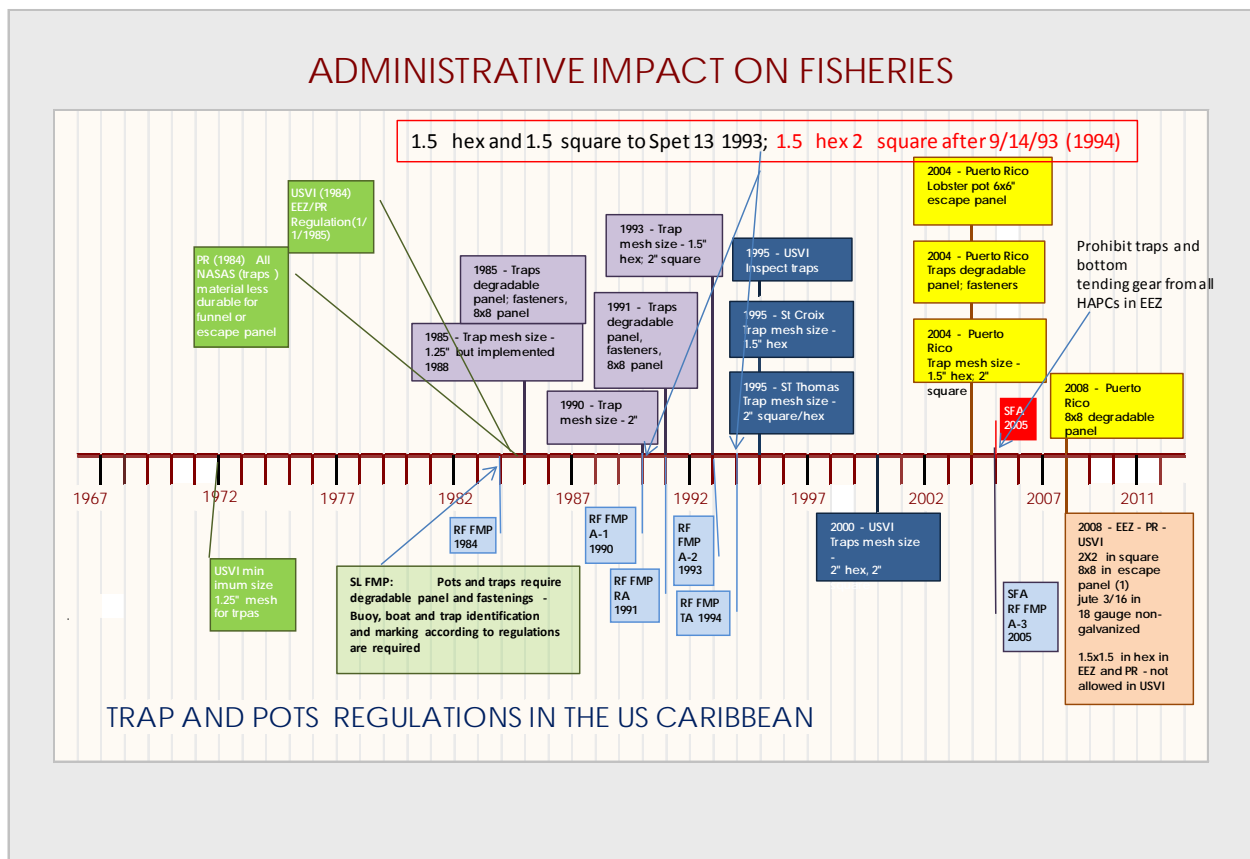 ADMINISTRATIVE IMPACT ON FISHERIES
1.5 hex and 1.5 square to Spet 13 1993; 1.5 hex 2 square after 9/14/93 (1994)
USVI (1984)
EEZ/PR
Regulation(1/
1/1985)
PR (1984) All
NASAS (traps )
material less
durable for
funnel or
escape panel
1985 - Traps
degradable
panel; fasteners,
8x8 panel
1985 - Trap mesh size -
1.25" but implemented
1988
1993 - Trap
mesh size - 1.5"
hex; 2" square
1991 - Traps
degradable
panel,
fasteners,
8x8 panel
1990 - Trap
mesh size - 2"
1995 - USVI
Inspect traps
1995 - St Croix
Trap mesh size -
1.5" hex
1995 - ST Thomas
Trap mesh size -
2" square/hex
2004 - Puerto Rico
Lobster pot 6x6"
escape panel
2004 - Puerto Rico
Traps degradable
panel; fasteners
2004 - Puerto
Rico
Trap mesh size -
1.5" hex; 2"
square
Prohibit traps and
bottom
tending gear from all
HAPCs in EEZ
SFA
2005
2008 - Puerto
Rico
8x8 degradable
panel
1967 1972 1977 1982 1987 1992 1997 2002 2007 2011
USVI min
imum size
1.25" mesh
for trpas
RF FMP
1984
SL FMP: Pots and traps require
degradable panel and fastenings -
Buoy, boat and trap identification
and marking according to regulations
are required
RF FMP
A-1
1990
RF FMP
RA
1991
RF
FMP
A-2
1993
RF FMP
TA 1994
2000 - USVI
Traps mesh size
-
2" hex, 2"
SFA
RF FMP
A-3
2005
2008 - EEZ - PR -
USVI
2X2 in square
8x8 in escape
panel (1)
jute 3/16 in
18 gauge non-
galvanized
1.5x1.5 in hex in
EEZ and PR - not
allowed in USVI
TRAP AND POTS REGULATIONS IN THE US CARIBBEAN